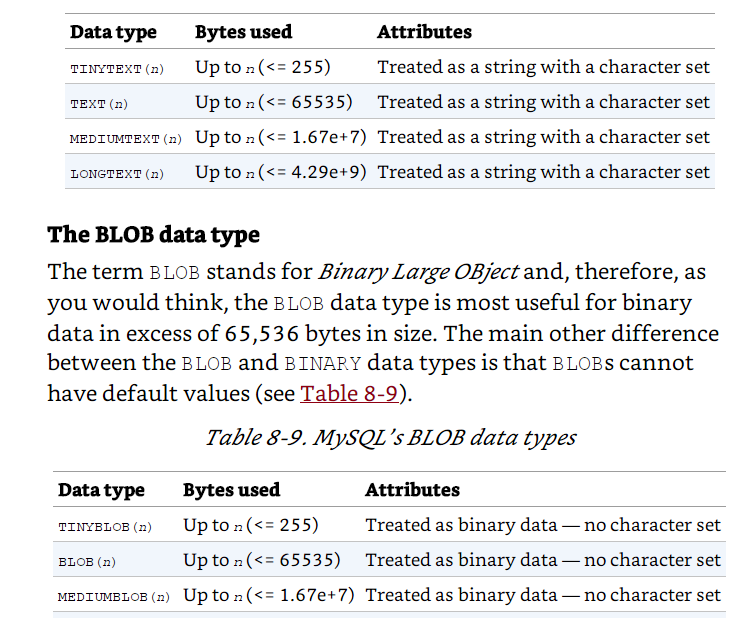 Data type Bytes used Attributes
TINYTEXT(n) Up to n (<= 255) Treated as a string with a character set
TEXT(n) Up to n (<= 65535) Treated as a string with a character set
MEDIUMTEXT(n) Up to n (<= 1.67e+7) Treated as a string with a character set
LONGTEXT(n) Up to n (<= 4.29e+9) Treated as a string with a character set
The BLOB data type
The term BLOB stands for Binary Large OBject and, therefore, as
you would think, the BLOB data type is most useful for binary
data in excess of 65,536 bytes in size. The main other difference
between the BLOB and BINARY data types is that BLOBs cannot
have default values (see Table 8-9).
Table 8-9. MySQL’s BLOB data types
Data type Bytes used Attributes
TINYBLOB(n) Up to n (<= 255) Treated as binary data — no character set
BLOB(n) Up to n (<= 65535) Treated as binary data — no character set
MEDIUMBLOB(n) Up to n (<= 1.67e+7) Treated as binary data — no character set